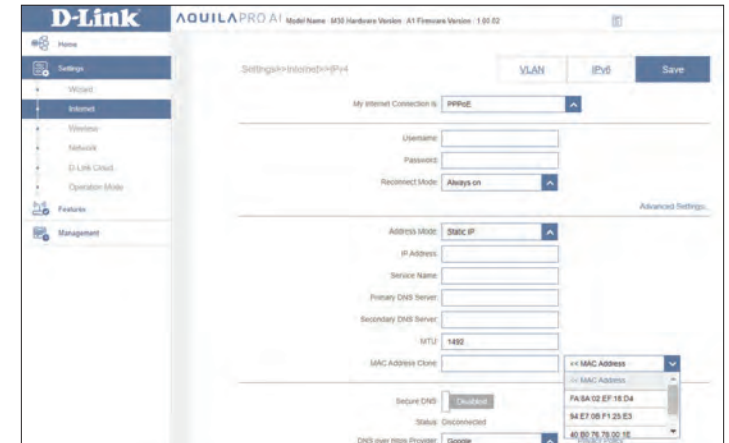 D-Link
AQUILA PRO AI Model Name : M30 Hardware Version : A1 Firmware Version : 1.00.02
Home
Settings
Wizard
Internet
Wireless
Network
D-Link Cloud
Operation Mode
Features
Management
Settings>>Internet>>IPv4
VLAN
IPv6
Save
My Internet Connection is: PPPoE
Username:
Password:
Reconnect Mode: Always on
Advanced Settings...
Address Mode: Static IP
IP Address:
Service Name:
Primary DNS Server:
Secondary DNS Server:
MTU: 1492
MAC Address Clone: << MAC Address
<< MAC Address
FA:8A:02:EF:18:D4
94:E7:0B:F1:25:E3
40:B0:76:76:00:1E
Secure DNS: Disabled
Status: Disconnected
DNS over https Provider: Google
Privacy Policy